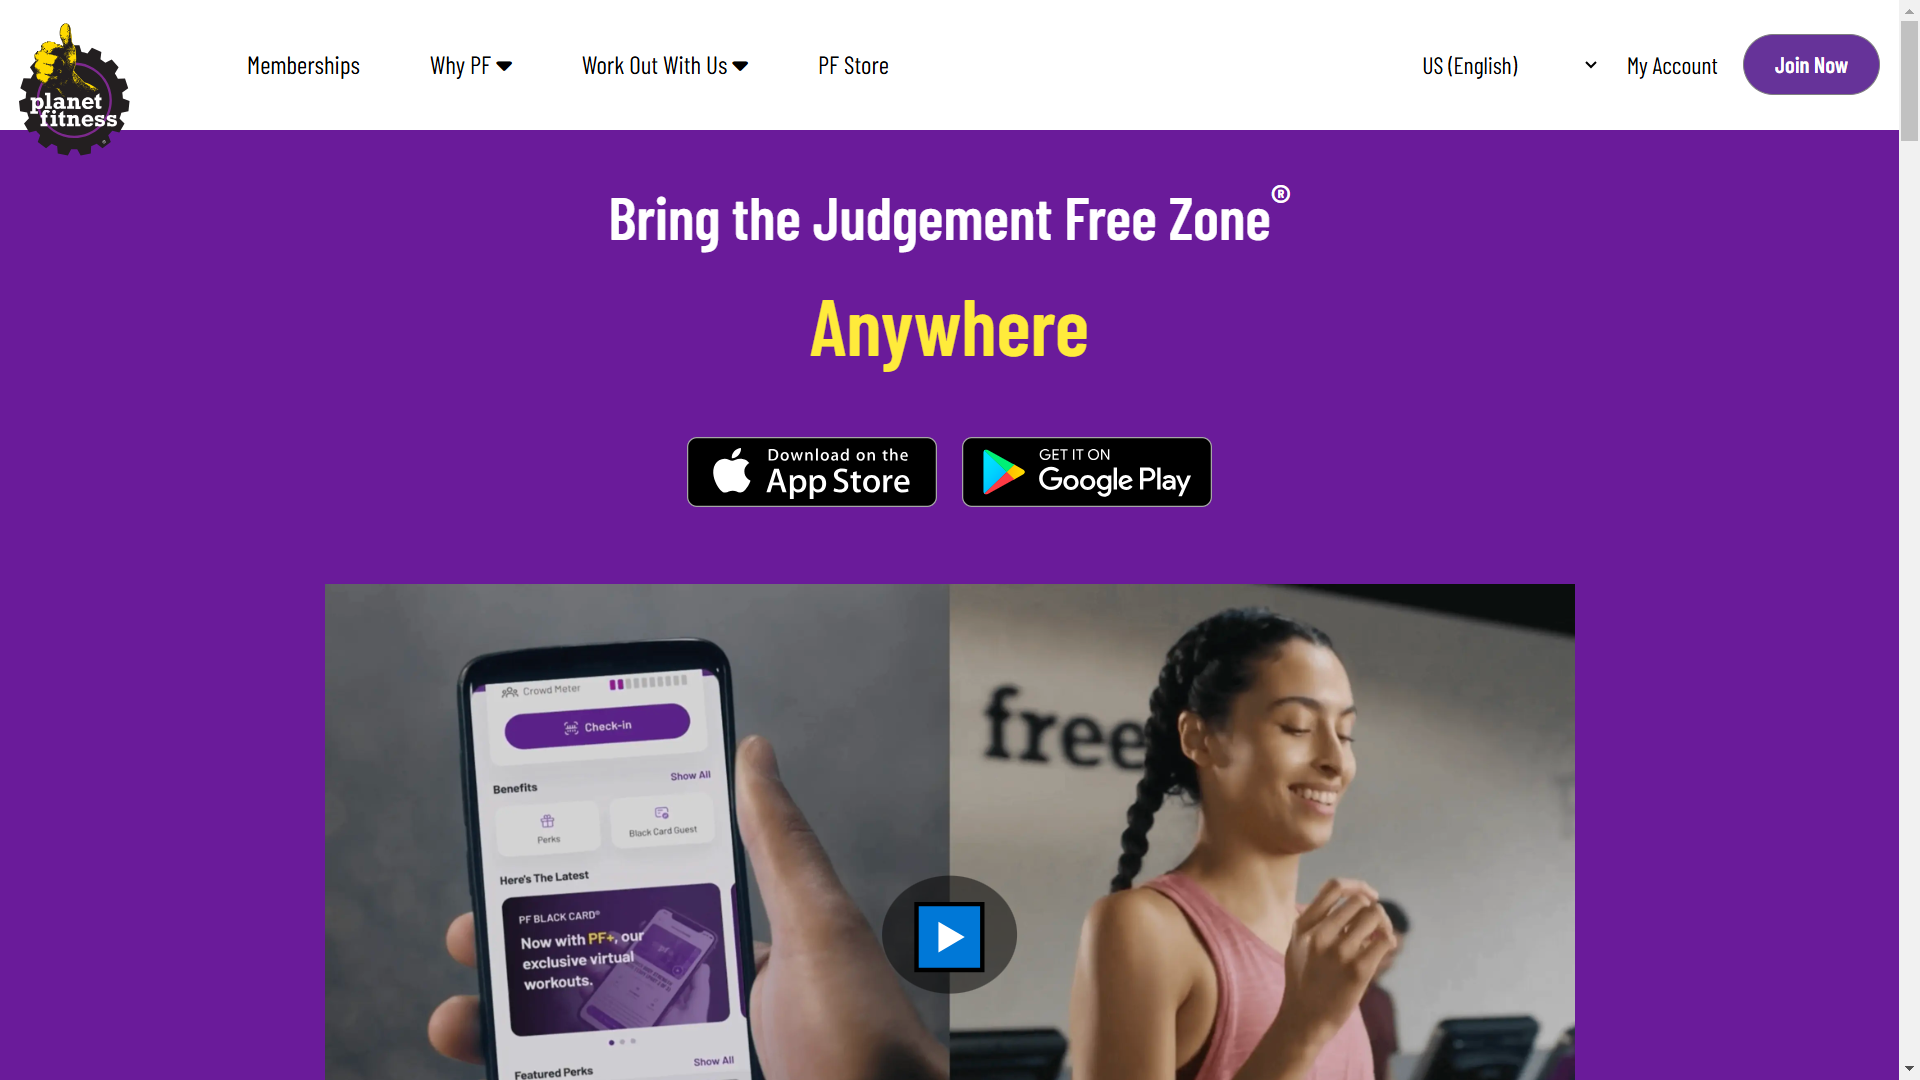 planet
fitness
Memberships
Why PF
Work Out With Us
PF Store
US (English)
My Account
Join Now
Bring the Judgement Free Zone®
Anywhere
Download on the
App Store
GET IT ON
Google Play
Crowd Meter
Check-in
Benefits
Show All
Perks
Black Card Guest
Here's The Latest
PF BLACK CARD®
Now with PF+, our
exclusive virtual
workouts.
Featured Perks
Show All
free